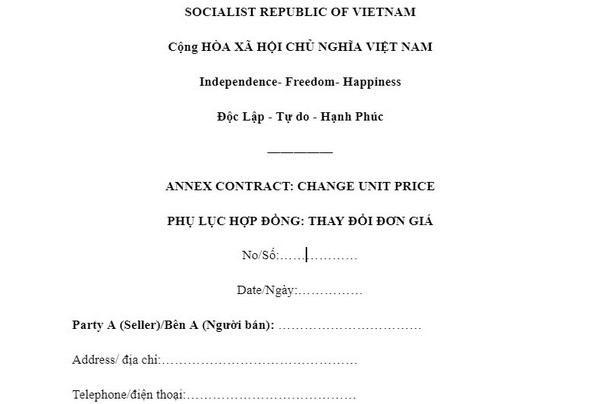 SOCIALIST REPUBLIC OF VIETNAM
Cộng HÒA XÃ HỘI CHỦ NGHĨA VIỆT NAM
Independence- Freedom- Happiness
Độc Lập - Tự do - Hạnh Phúc
——————
ANNEX CONTRACT: CHANGE UNIT PRICE
PHỤ LỤC HỢP ĐỒNG: THAY ĐỔI ĐƠN GIÁ
No/Số:…………………
Date/Ngày:……………
Party A (Seller)/Bên A (Người bán): ……………………………
Address/ địa chỉ:………………………………………
Telephone/điện thoại:…………………………………